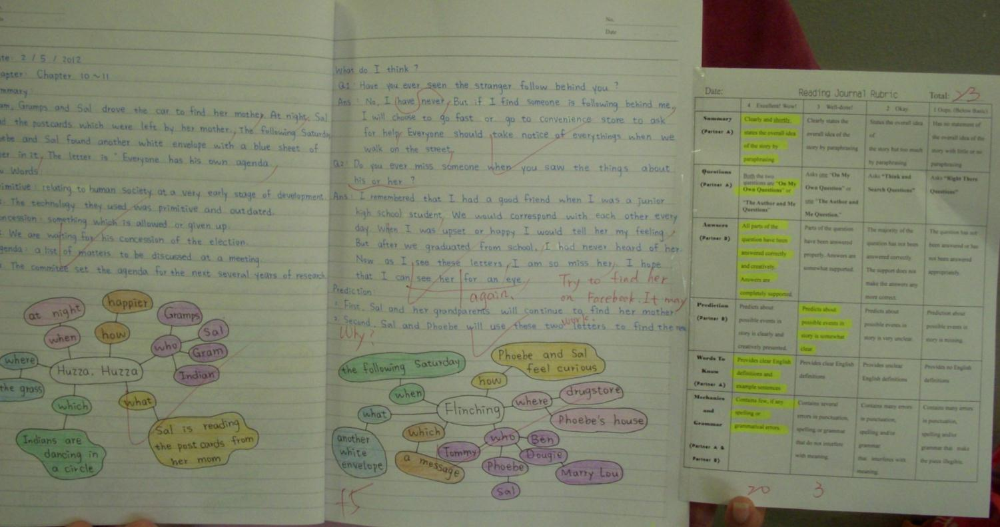 No.
Date
te: 2 / 5 / 2012
apter: Chapter 10 ~ 11
mmary:
am, Gramps and Sal drove the car to find her mother. At night, Sal
d the postcards which were left by her mother. The following Saturday
ebe and Sal found another white envelope with a blue sheet of
er in it. The letter is " Everyone has his own agenda
w Words:
rimitive: relating to human society at a very early stage of development.
: The technology they used was primitive and outdated.
oncession: something which is allowed or given up.
: We are waiting for his concession of the election.
genda: a list of matters to be discussed at a meeting.
. The commitee set the agenda for the next several years of research
at night
happier
when
how
Gramps
Sal
who
Gram
Indian
where
Huzza, Huzza
the grass
which
what
Indians are
dancing in
a circle
Sal is reading
the post cards from
her mom
What do I think ?
Q1: Have you ever seen the stranger follow behind you ?
Ans: No, I have never. But if I find someone is following behind me,
I will choose to go fast or go to convenience store to ask
for help. Everyone should take notice of everythings when we
walk on the street.
Q2: Do you ever miss someone when you saw the things about
his or her ?
Ans: I remembered that I had a good friend when I was a junior
high school student. We would correspond with each other every
day. When I was upset or happy I would tell her my feeling
But after we graduated from school, I had never heard of her.
Now as I see these letters, I am so miss her. I hope
that I can see her for an eye.
again.
Try to find her
on Facebook. It may
work.
Prediction:
1. First, Sal and her grandparents will continue to find her mother
2. Second, Sal and Phoebe will use these two letters to find the
Why?
the following Saturday
Phoebe and Sal
feel curious
how
when
Flinching
where
drugstore
Phoebe's house
what
another
white
envelope
which
a message
who
Tommy
Ben
Dougie
Phoebe
Marry Lou
Sal
+5
Date:
Reading Journal Rubric
Total: 23
4 Excellent! Wow!
3 Well-done!
2 Okay
1 Oops. (Below Basic)
Summary
(Partner A)
Clearly and shortly,
states the overall idea
of the story by
paraphrasing
Clearly states the
overall idea of the
story by paraphrasing
States the overall idea
of
the story but too much
by paraphrasing
Has no statement of
the overall idea of the
story with little or no
paraphrasing
Questions
(Partner A)
Both the two
questions are "On My
Own Questions" or
"The Author and Me
Questions"
Asks one "On My
Own Question" or
one "The Author and
Me Question."
Asks "Think and
Search Questions"
Asks "Right There
Questions"
Answers
(Partner B)
All parts of the
question have been
answered correctly
and creatively.
Answers are
completely supported.
Parts of the question
have been answered
properly. Answers are
somewhat supported.
The majority of the
question has not been
answered correctly.
The support does not
make the answers any
more correct.
The question has not
been answered or has
not been answered
appropriately.
Prediction
(Partner B)
Predicts about
possible events in
story is clearly and
creatively presented.
Predicts about
possible events in
story is somewhat
clear.
Predicts about
possible events in
story is very unclear.
Prediction about
possible events in
story is missing.
Words To
Know
(Partner A)
Provides clear English
definitions and
example sentences
Provides clear English
definitions.
Provides unclear
English definitions
Provides no English
definitions
Mechanics
and
Grammar
(Partner A &
Partner B)
Contains few, if any
spelling or
grammatical errors.
Contains several
errors in punctuation,
spelling or grammar
that do not interfere
with meaning.
Contains many errors
in punctuation,
spelling and/or
grammar
that interferes with
meaning.
Contains many errors
in punctuation,
spelling and/or
grammar that make
the piece illegible.
20
3